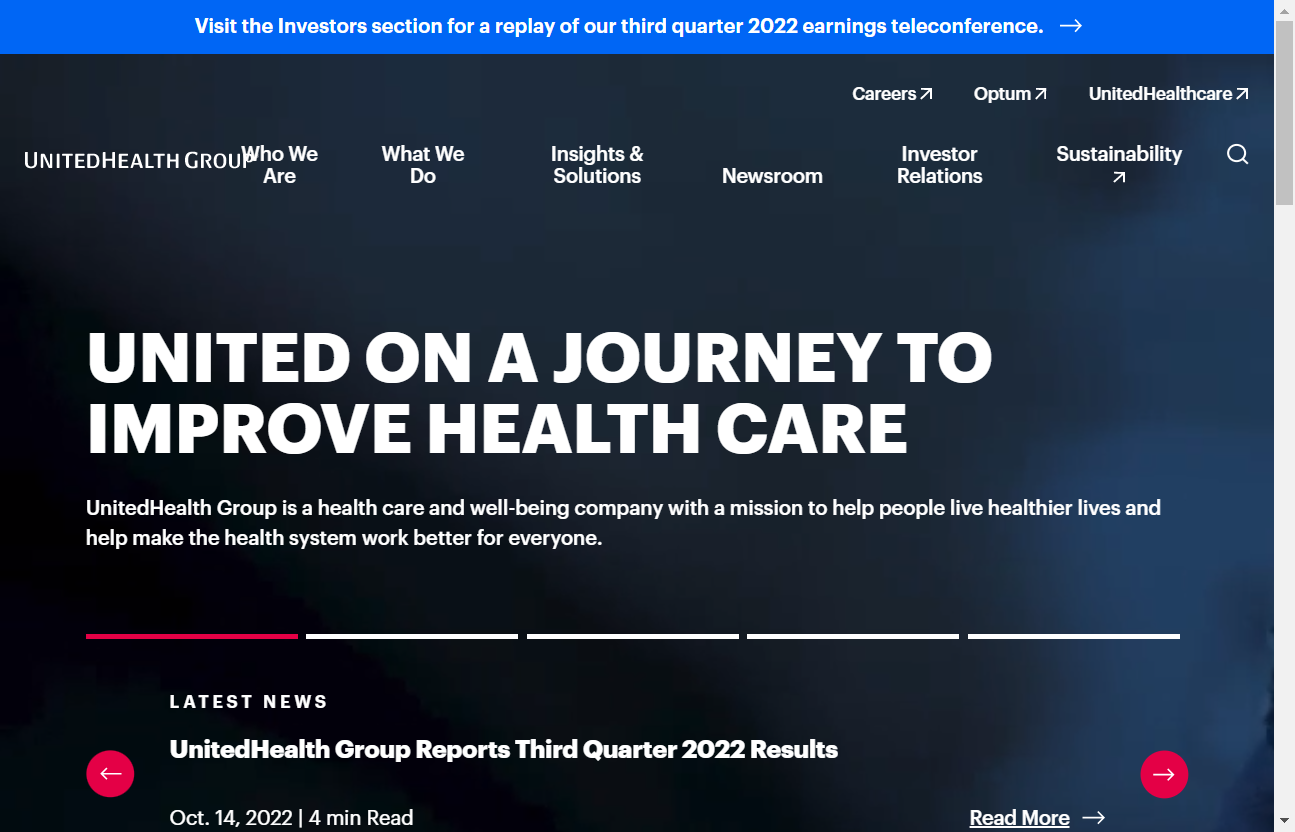 Visit the Investors section for a replay of our third quarter 2022 earnings teleconference.
Careers
Optum
UnitedHealthcare
UNITEDHEALTH GROUP
Who We
Are
What We
Do
Insights &
Solutions
Newsroom
Investor
Relations
Sustainability
UNITED ON A JOURNEY TO
IMPROVE HEALTH CARE
UnitedHealth Group is a health care and well-being company with a mission to help people live healthier lives and
help make the health system work better for everyone.
LATEST NEWS
UnitedHealth Group Reports Third Quarter 2022 Results
Oct. 14, 2022 | 4 min Read
Read More